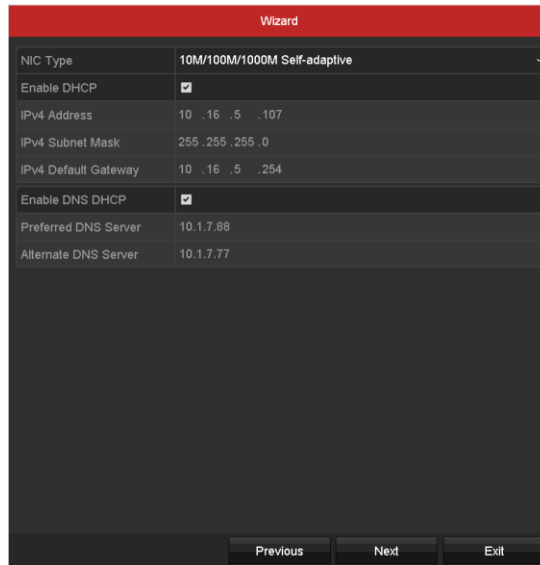 Wizard
NIC Type 10M/100M/1000M Self-adaptive
Enable DHCP
IPv4 Address 10 .16 .5 .107
IPv4 Subnet Mask 255 .255 .255 .0
IPv4 Default Gateway 10 .16 .5 .254
Enable DNS DHCP
Preferred DNS Server 10.1.7.88
Alternate DNS Server 10.1.7.77
Previous Next Exit